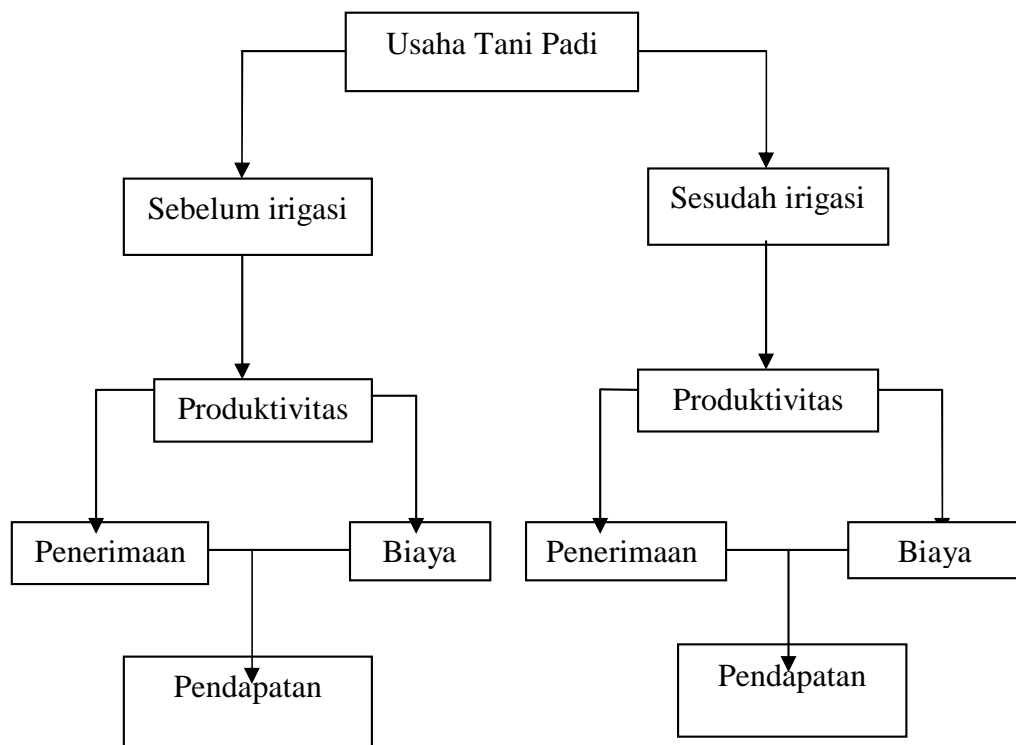 Usaha Tani Padi
Sebelum irigasi
Sesudah irigasi
Produktivitas
Produktivitas
Penerimaan
Biaya
Penerimaan
Biaya
Pendapatan
Pendapatan